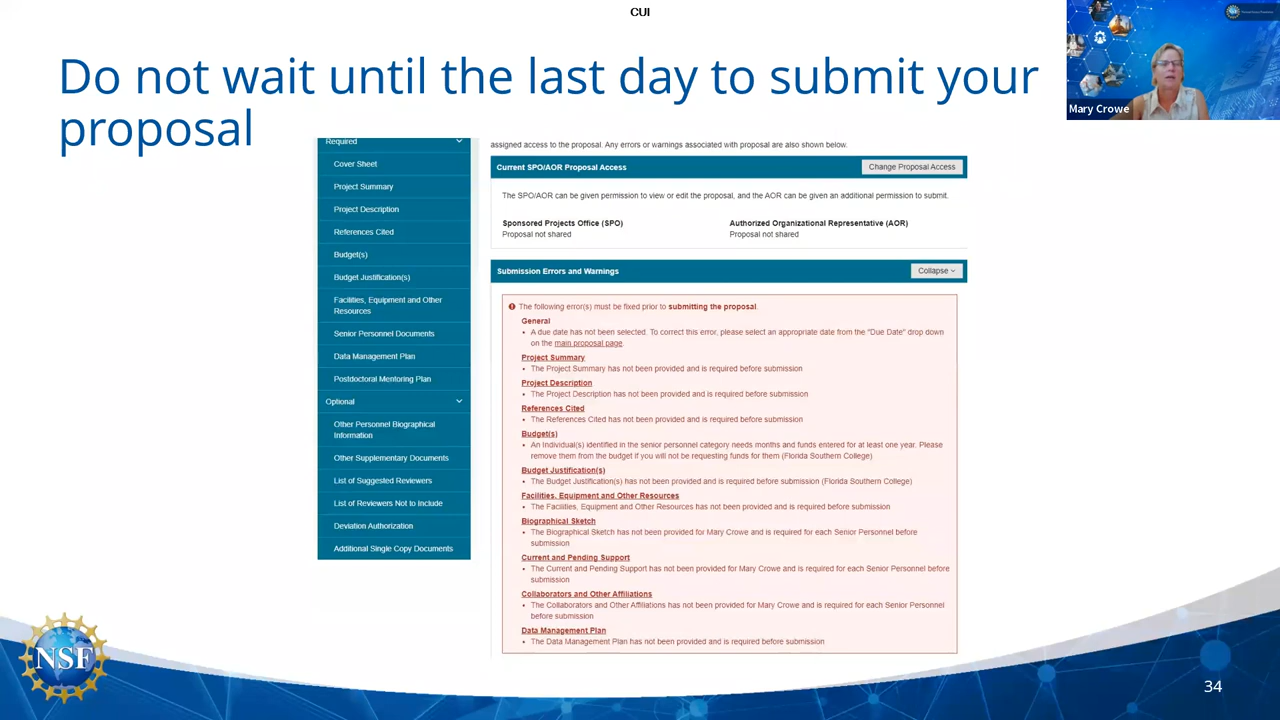 CUI
Do not wait until the last day to submit your
proposal
Mary Crowe
Required
Cover Sheet
Project Summary
Project Description
References Cited
Budget(s)
Budget Justification(s)
Facilities, Equipment and Other
Resources
Senior Personnel Documents
Data Management Plan
Postdoctoral Mentoring Plan
Optional
Other Personnel Biographical
Information
Other Supplementary Documents
List of Suggested Reviewers
List of Reviewers Not to Include
Deviation Authorization
Additional Single Copy Documents
assigned access to the proposal. Any errors or warnings associated with proposal are also shown below.
Current SPO/AOR Proposal Access
Change Proposal Access
The SPO/AOR can be given permission to view or edit the proposal, and the AOR can be given an additional permission to submit.
Sponsored Projects Office (SPO)
Proposal not shared
Authorized Organizational Representative (AOR)
Proposal not shared
Submission Errors and Warnings
Collapse
The following error(s) must be fixed prior to submitting the proposal.
General
• A due date has not been selected. To correct this error, please select an appropriate date from the "Due Date" drop down
on the main proposal page.
Project Summary
• The Project Summary has not been provided and is required before submission
Project Description
• The Project Description has not been provided and is required before submission
References Cited
• The References Cited has not been provided and is required before submission
Budget(s)
• An Individual(s) identified in the senior personnel category needs months and funds entered for at least one year. Please
remove them from the budget if you will not be requesting funds for them (Florida Southern College)
Budget Justification(s)
• The Budget Justification(s) has not been provided and is required before submission (Florida Southern College)
Facilities, Equipment and Other Resources
• The Facilities, Equipment and Other Resources has not been provided and is required before submission
Biographical Sketch
• The Biographical Sketch has not been provided for Mary Crowe and is required for each Senior Personnel before
submission
Current and Pending Support
• The Current and Pending Support has not been provided for Mary Crowe and is required for each Senior Personnel before
submission
Collaborators and Other Affiliations
• The Collaborators and Other Affiliations has not been provided for Mary Crowe and is required for each Senior Personnel
before submission
Data Management Plan
• The Data Management Plan has not been provided and is required before submission
NSF
34